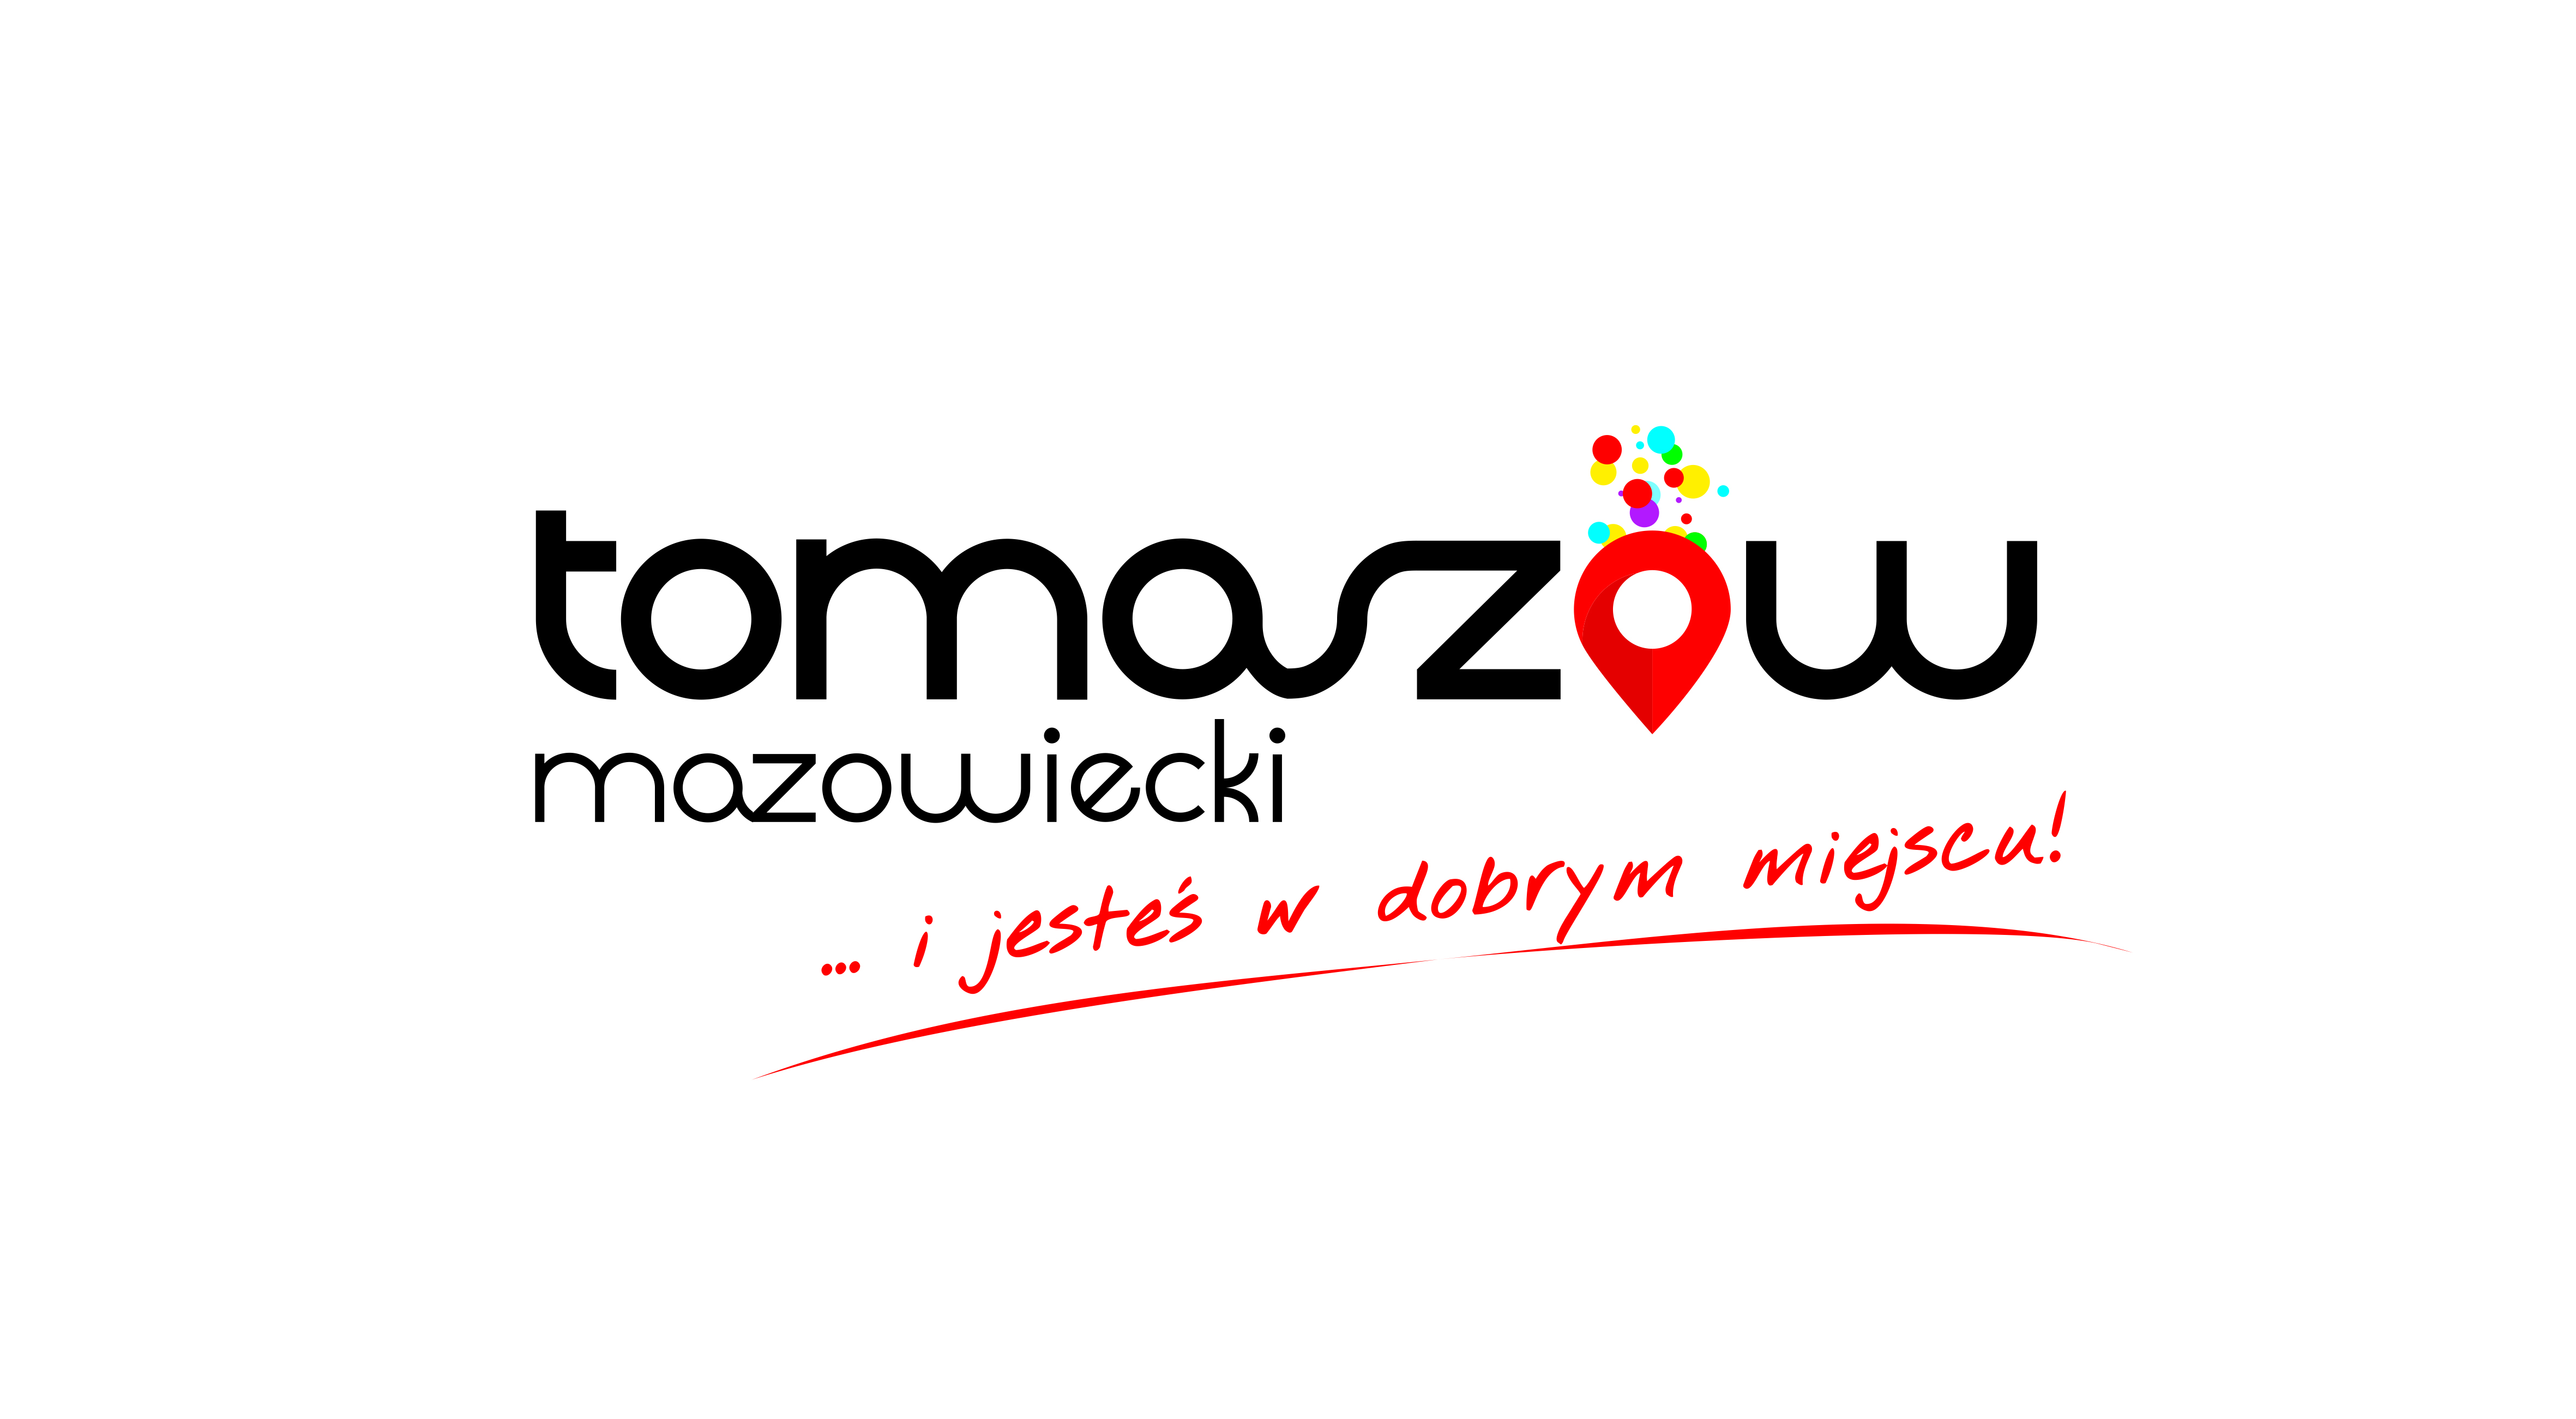 tomaszów
mazowiecki
... i jesteś w dobrym miejscu!